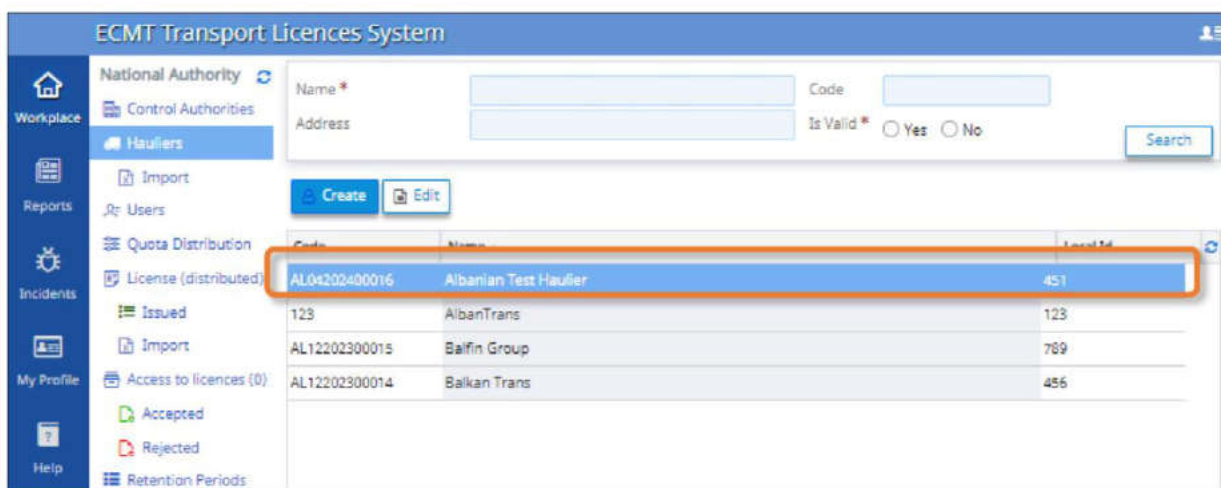 ECMT Transport Licences System
Workplace
Reports
Incidents
My Profile
Help
National Authority
Control Authorities
Hauliers
Import
Users
Quota Distribution
License (distributed)
Issued
Import
Access to licences (0)
Accepted
Rejected
Retention Periods
Name * Code
Address Is Valid * Yes No
Search
Create Edit
Code Name Local Id
AL04202400016 Albanian Test Haulier 451
123 AlbanTrans 123
AL12202300015 Balfin Group 789
AL12202300014 Balkan Trans 456